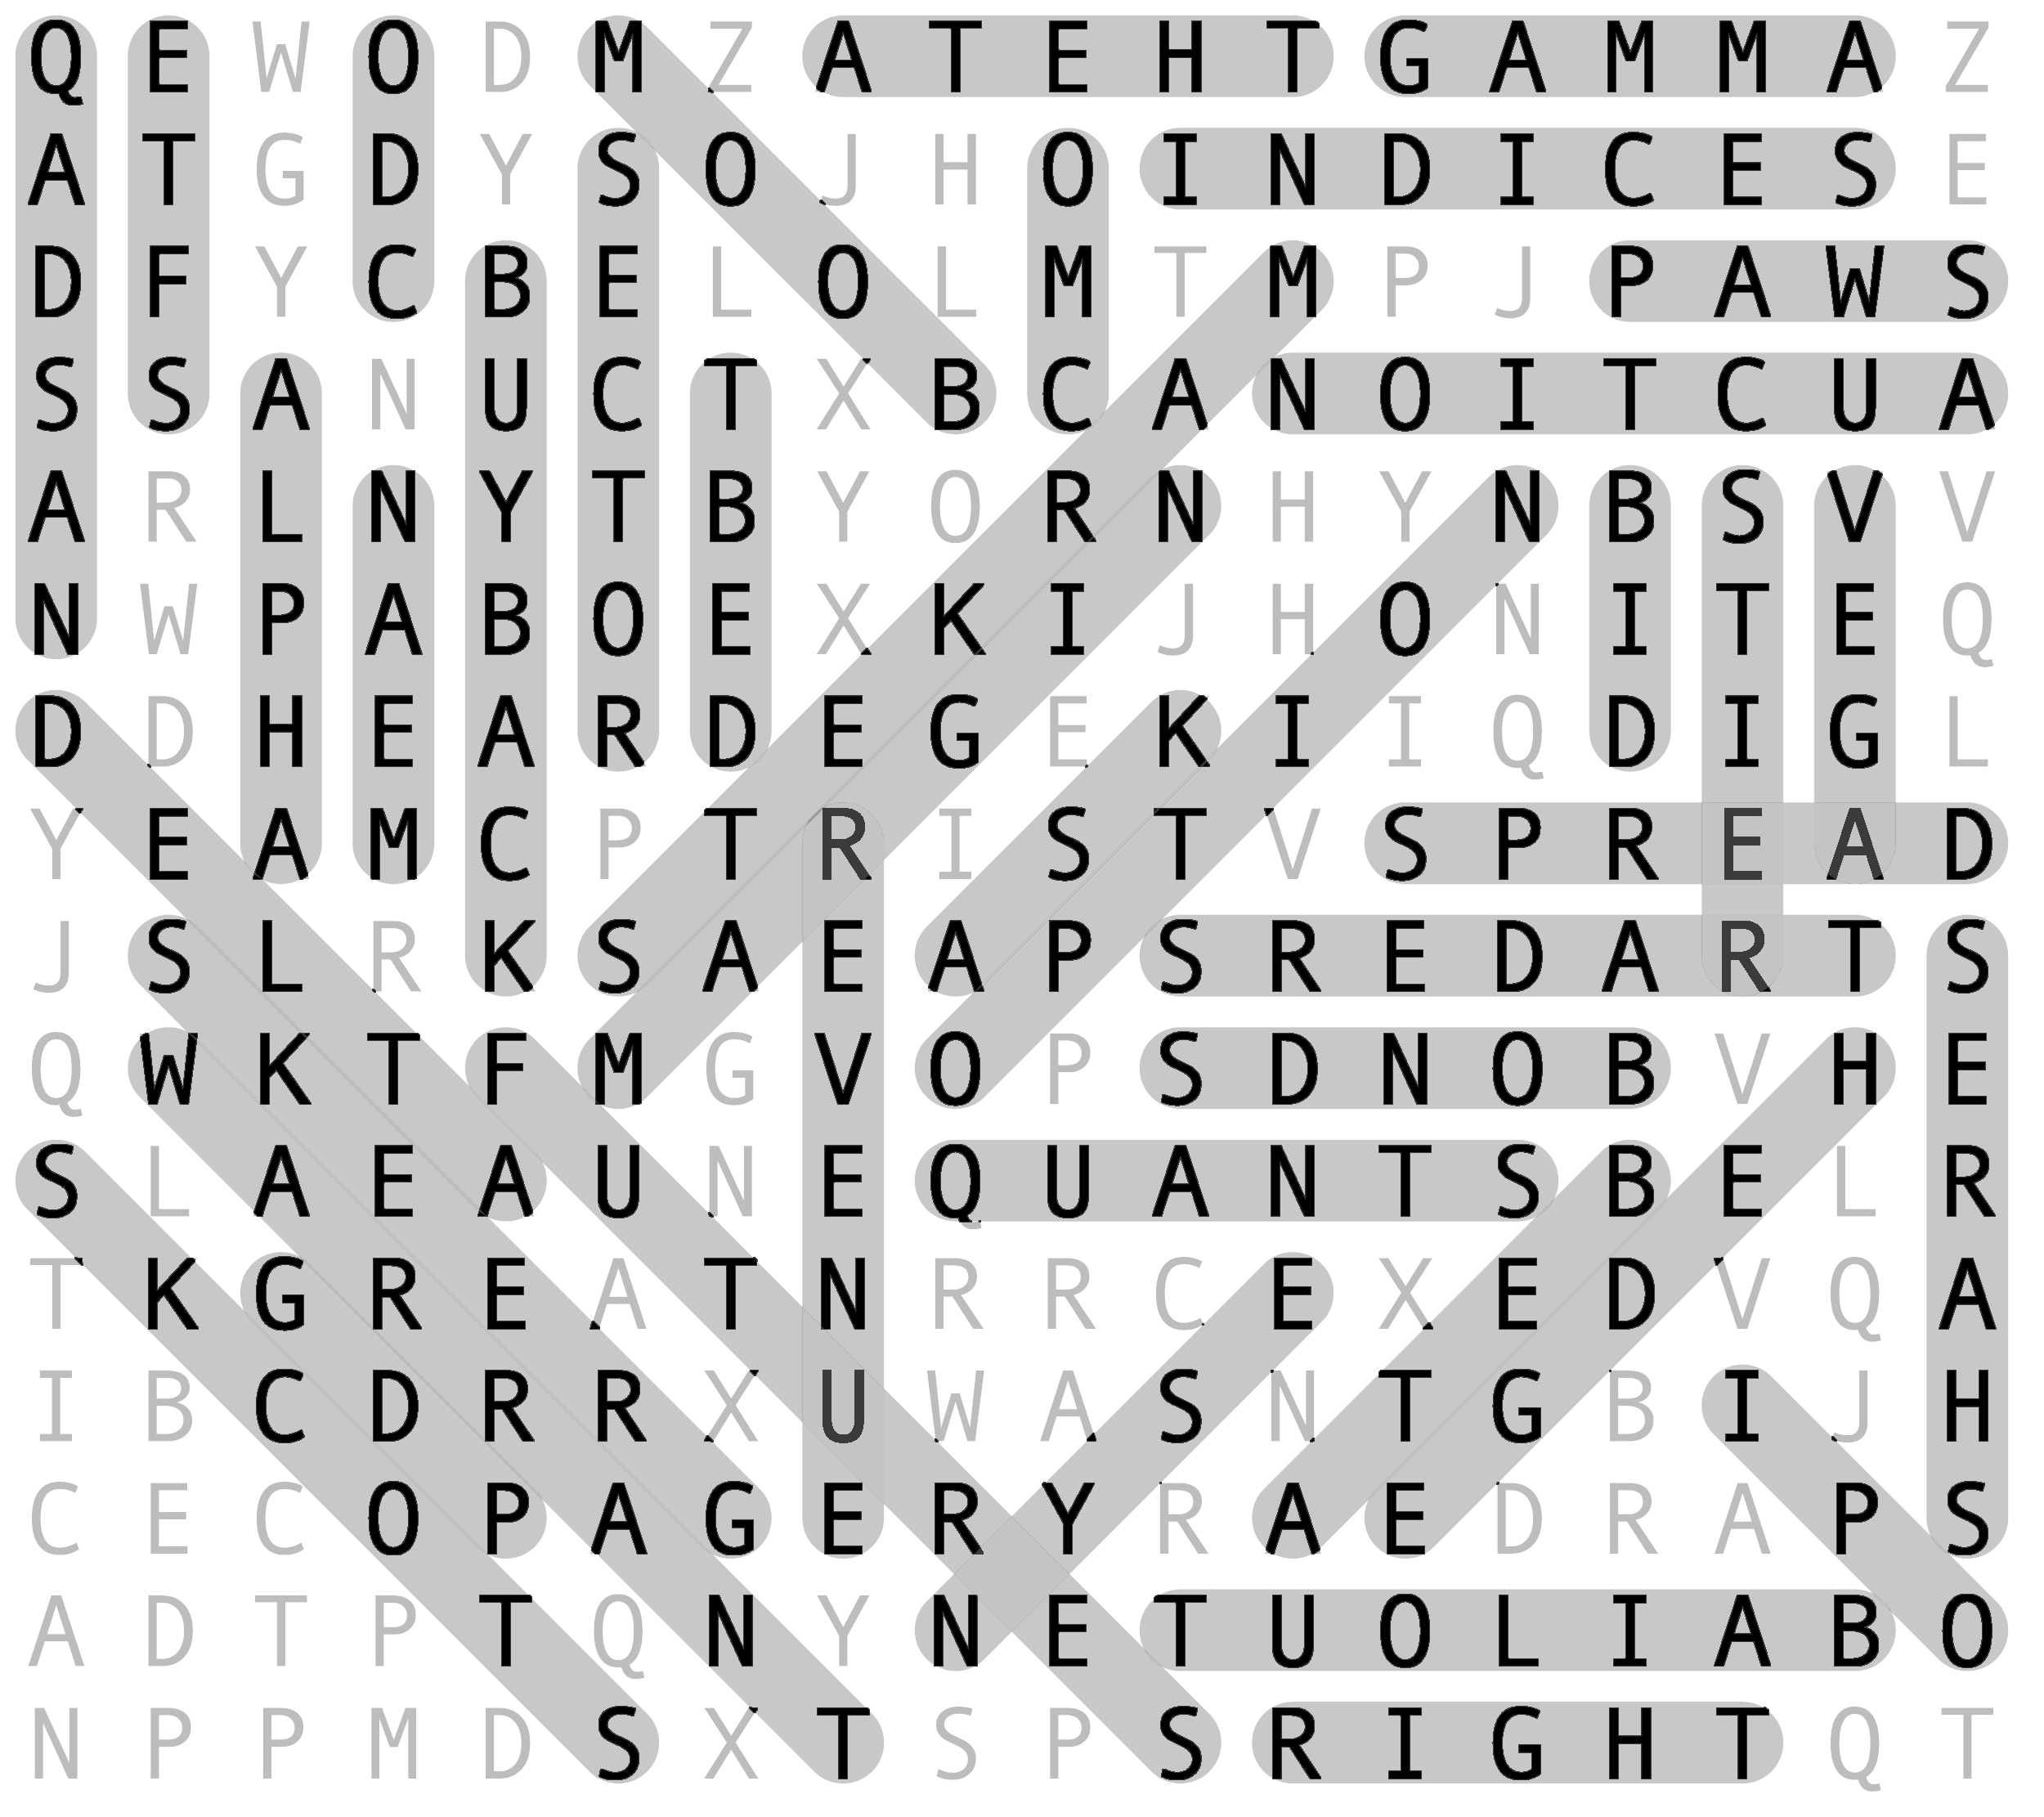 Q E W O D M Z A T E H T G A M M A Z
A T G D Y S O J H O I N D I C E S E
D F Y C B E L O L M T M P J P A W S
S S A N U C T X B C A N O I T C U A
A R L N Y T B Y O R N H Y N B S V V
N W P A B O E X K I J H O N I T E Q
D D H E A R D E G E K I I Q D I G L
Y E A M C P T R I S T V S P R E A D
J S L R K S A E A P S R E D A R T S
Q W K T F M G V O P S D N O B V H E
S L A E A U N E Q U A N T S B E L R
T K G R E A T N R R C E X E D V Q A
I B C D R R X U W A S N T G B I J H
C E C O P A G E R Y R A E D R A P S
A D T P T Q N Y N E T U O L I A B O
N P P M D S X T S P S R I G H T Q T